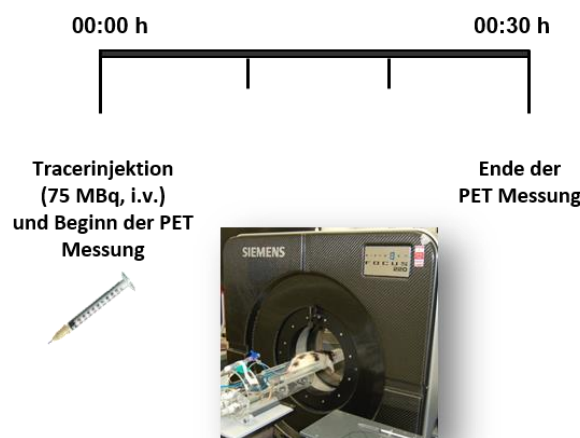 00:00 h
00:30 h
Tracerinjektion
(75 MBq, i.v.)
und Beginn der PET
Messung
Ende der
PET Messung
SIEMENS
FOCUS
220